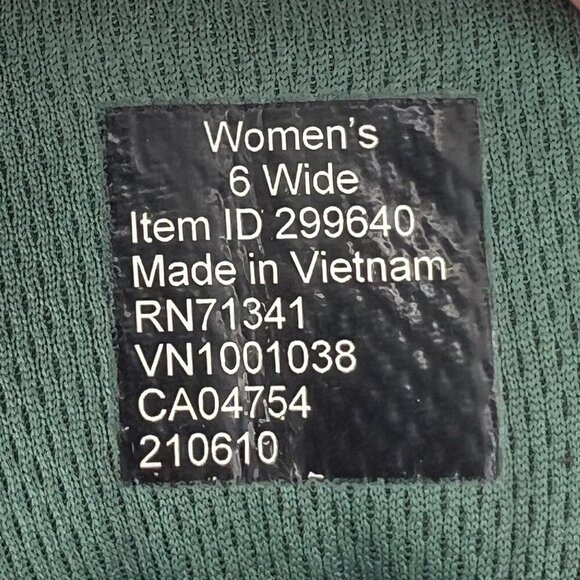 Women's
6 Wide
Item ID 299640
Made in Vietnam
RN71341
VN1001038
CA04754
210610